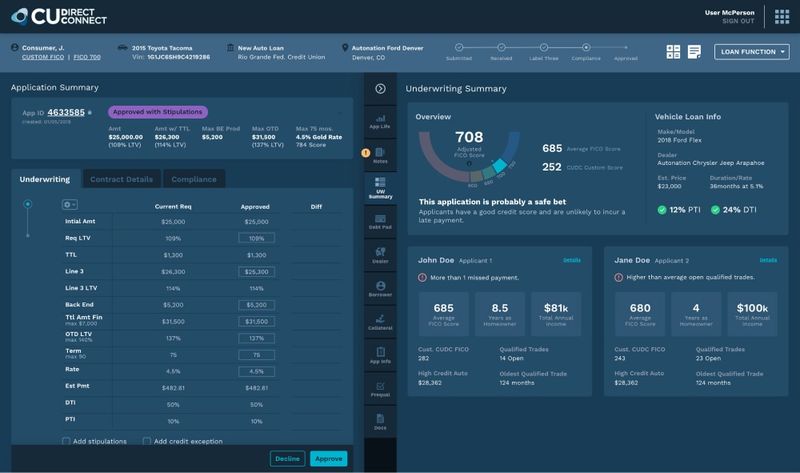 CU DIRECT CONNECT
User McPerson
SIGN OUT
Consumer, J.
CUSTOM FICO | FICO 700
2015 Toyota Tacoma
Vin: 1G1JC6SH9C4219286
New Auto Loan
Rio Grande Fed. Credit Union
Autonation Ford Denver
Denver, CO
Submitted
Received
Label Three
Compliance
Approved
LOAN FUNCTION
Application Summary
App ID 4633585
created: 01/05/2019
Approved with Stipulations
Amt
$25,000.00
(109% LTV)
Amt w/ TTL
$26,300
(114% LTV)
Max BE Prod
$5,200
Max OTD
$31,500
(137% LTV)
Max 75 mos.
4.5% Gold Rate
784 Score
Underwriting
Contract Details
Compliance
Current Req
Approved
Diff
Intial Amt $25,000 $25,000
Req LTV 109% 109%
TTL $1,300 $1,300
Line 3 $26,300 $25,300
Line 3 LTV 114% 114%
Back End $5,200 $5,200
Ttl Amt Fin $31,500 $31,500
max $7,000
OTD LTV 137% 137%
max 140%
Term 75 75
max 90
Rate 4.5% 4.5%
Est Pmt $482.61 $482.61
DTI 50% 50%
PTI 10% 10%
Add stipulations
Add credit exception
Decline
Approve
App Life
Notes
UW Summary
Debt Pad
Dealer
Borrower
Collateral
App Info
Prequal
Docs
Underwriting Summary
Overview
708
Adjusted
FICO Score
0
600
680
700
750
685 Average FICO Score
252 CUDC Custom Score
This application is probably a safe bet
Applicants have a good credit score and are unlikely to incur a
late payment.
Vehicle Loan Info
Make/Model
2018 Ford Flex
Dealer
Autonation Chrysler Jeep Arapahoe
Est. Price
$23,000
Duration/Rate
36months at 5.1%
12% PTI
24% DTI
John Doe Applicant 1 Details
More than 1 missed payment.
685
Average
FICO Score
8.5
Years as
Homeowner
$81k
Total Annual
Income
Cust. CUDC FICO
282
Qualified Trades
14 Open
High Credit Auto
$28,362
Oldest Qualified Trade
124 months
Jane Doe Applicant 2 Details
Higher than average open qualified trades.
680
Average
FICO Score
4
Years as
Homeowner
$100k
Total Annual
Income
Cust. CUDC FICO
243
Qualified Trades
23 Open
High Credit Auto
$28,362
Oldest Qualified Trade
124 months